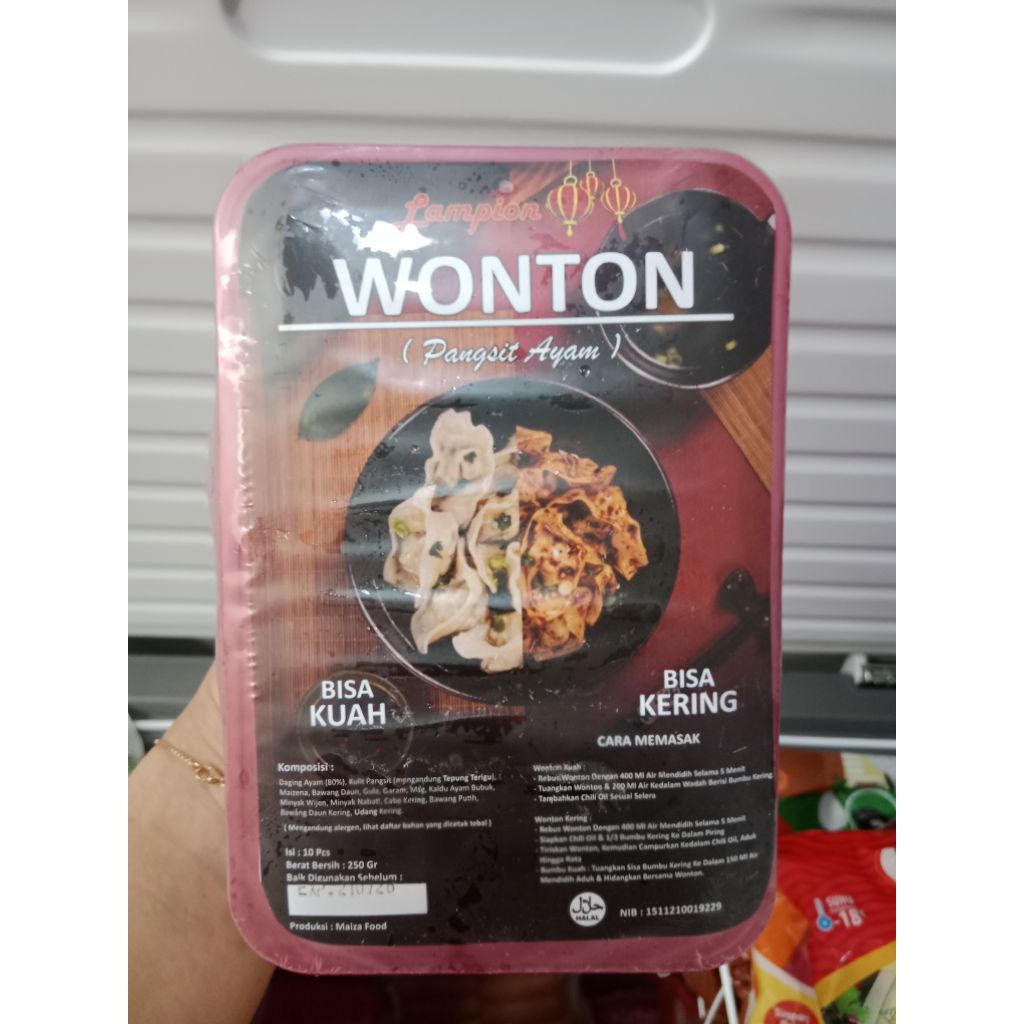 Lampion
WONTON
( Pangsit Ayam )
BISA
KUAH
BISA
KERING
CARA MEMASAK
Komposisi :
Daging Ayam (80%), Kulit Pangsit (mengandung Tepung Terigu),
Maizena, Bawang Daun, Gula, Garam, Kaldu Ayam Bubuk,
Minyak Wijen, Minyak Nabati, Cabe Kering, Bawang Putih,
Bawang Daun Kering, Udang Kering.
( Mengandung alergen, lihat daftar bahan yang dicetak tebal )
Isi : 10 Pcs
Berat Bersih : 250 Gr
Baik Digunakan Sebelum :
Produksi : Maiza Food
Wonton Kuah :
- Rebus Wonton Dengan 400 Ml Air Mendidih Selama 5 Menit
- Tuangkan Wonton & 200 Ml Air Kedalam Wadah Berisi Bumbu Kering
- Tambahkan Chili Oil Sesuai Selera
Wonton Kering :
- Rebus Wonton Dengan 400 Ml Air Mendidih Selama 5 Menit
- Siapkan Chili Oil & 1/3 Bumbu Kering Ke Dalam Piring
- Tiriskan Wonton, Kemudian Campurkan Kedalam Chili Oil, Aduk
Hingga Rata
- Bumbu Kuah : Tuangkan Sisa Bumbu Kering Ke Dalam 150 Ml Air
Mendidih Aduk & Hidangkan Bersama Wonton.
حلال
HALAL
NIB : 1511210019229
SUHU
-18°